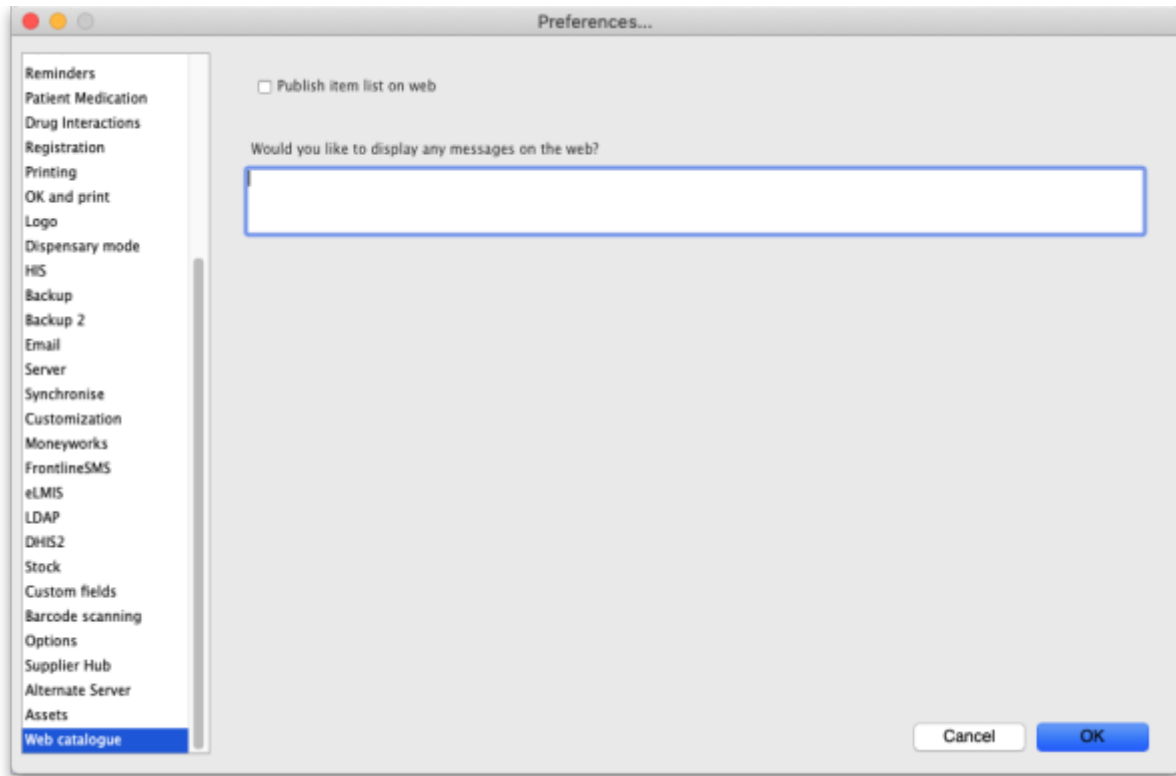 Preferences...
Reminders
Patient Medication
Drug Interactions
Registration
Printing
OK and print
Logo
Dispensary mode
HIS
Backup
Backup 2
Email
Server
Synchronise
Customization
Moneyworks
FrontlineSMS
eLMIS
LDAP
DHIS2
Stock
Custom fields
Barcode scanning
Options
Supplier Hub
Alternate Server
Assets
Web catalogue
Publish item list on web
Would you like to display any messages on the web?
Cancel
OK